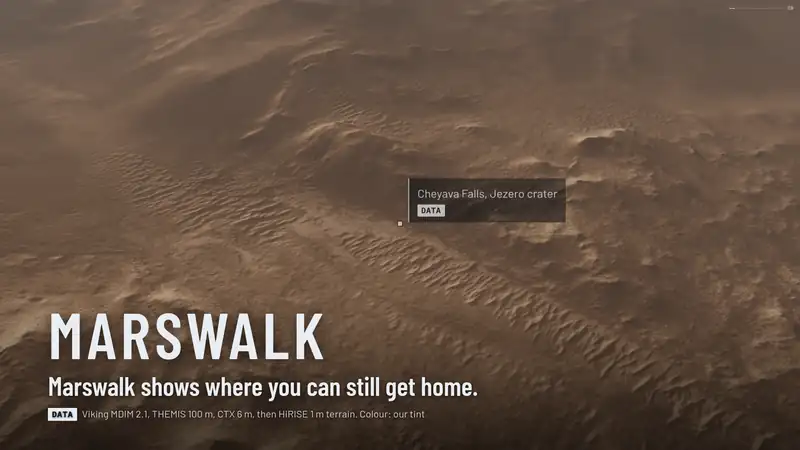 Cheyava Falls, Jezero crater
DATA
MARSWALK
Marswalk shows where you can still get home.
DATA Viking MDIM 2.1, THEMIS 100 m, CTX 6 m, then HiRISE 1 m terrain. Colour: our tint